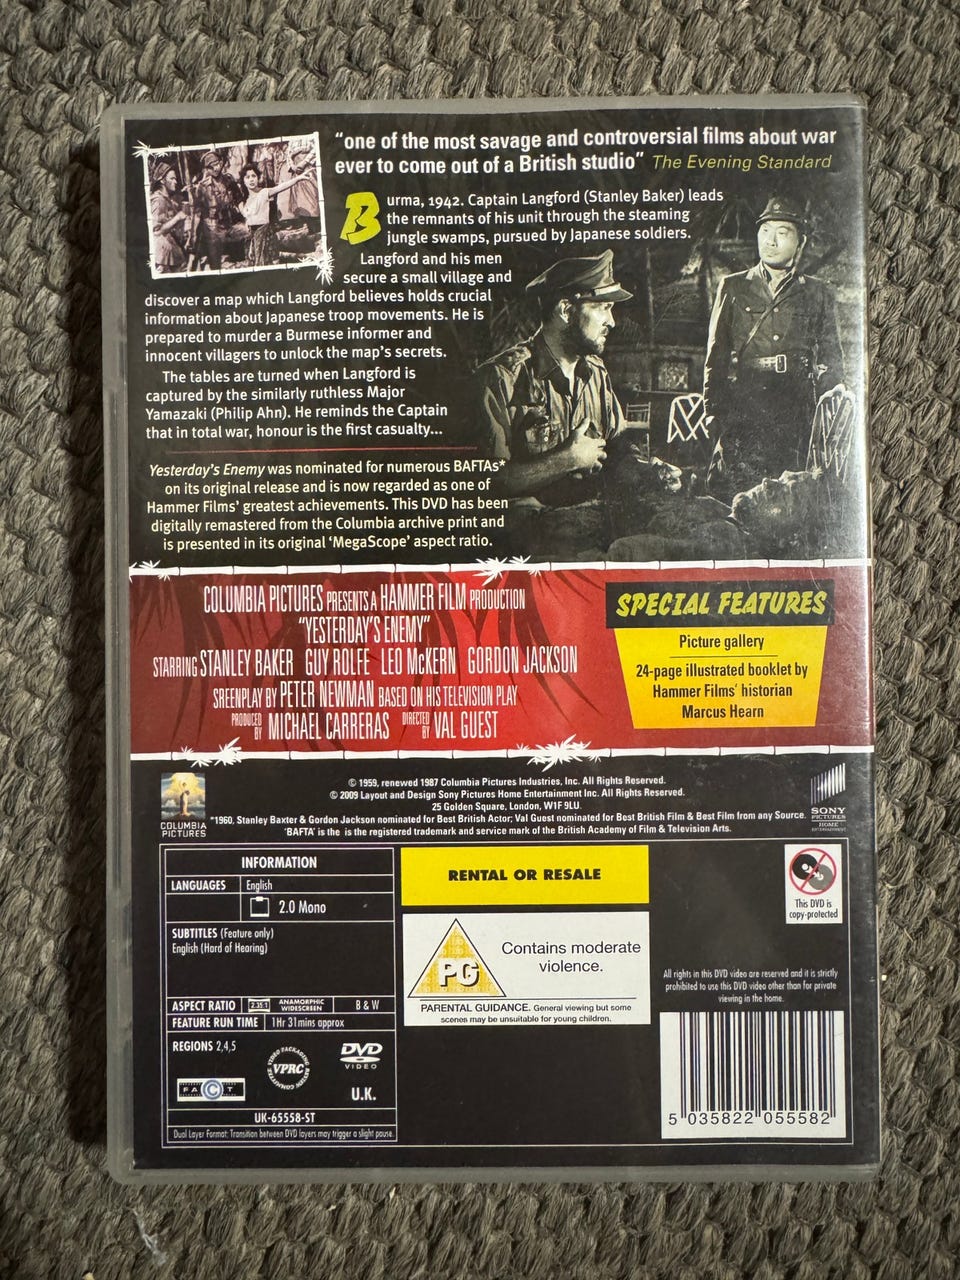 “one of the most savage and controversial films about war
ever to come out of a British studio” The Evening Standard
Burma, 1942. Captain Langford (Stanley Baker) leads
the remnants of his unit through the steaming
jungle swamps, pursued by Japanese soldiers.
Langford and his men
secure a small village and
discover a map which Langford believes holds crucial
information about Japanese troop movements. He is
prepared to murder a Burmese informer and
innocent villagers to unlock the map's secrets.
The tables are turned when Langford is
captured by the similarly ruthless Major
Yamazaki (Philip Ahn). He reminds the Captain
that in total war, honour is the first casualty...
Yesterday's Enemy was nominated for numerous BAFTAs*
on its original release and is now regarded as one of
Hammer Films' greatest achievements. This DVD has been
digitally remastered from the Columbia archive print and
is presented in its original ‘MegaScope’ aspect ratio.
COLUMBIA PICTURES PRESENTS A HAMMER FILM PRODUCTION
“YESTERDAY'S ENEMY”
STARRING STANLEY BAKER GUY ROLFE LEO McKERN GORDON JACKSON
SREENPLAY BY PETER NEWMAN BASED ON HIS TELEVISION PLAY
PRODUCED BY MICHAEL CARRERAS DIRECTED BY VAL GUEST
SPECIAL FEATURES
Picture gallery
24-page illustrated booklet by
Hammer Films' historian
Marcus Hearn
COLUMBIA
PICTURES
© 1959, renewed 1987 Columbia Pictures Industries, Inc. All Rights Reserved.
© 2009 Layout and Design Sony Pictures Home Entertainment Inc. All Rights Reserved.
25 Golden Square, London, W1F 9LU.
*1960, Stanley Baxter & Gordon Jackson nominated for Best British Actor; Val Guest nominated for Best British Film & Best Film from any Source.
‘BAFTA’ is the is the registered trademark and service mark of the British Academy of Film & Television Arts.
SONY
PICTURES
HOME
ENTERTAINMENT
INFORMATION
LANGUAGES English
2.0 Mono
SUBTITLES (Feature only)
English (Hard of Hearing)
ASPECT RATIO 2.35:1 ANAMORPHIC WIDESCREEN B & W
FEATURE RUN TIME 1Hr 31mins approx
REGIONS 2,4,5
VIDEO PACKAGING REVIEW COMMITTEE
VPRC
DVD
VIDEO
FACT
U.K.
UK-65558-ST
Dual Layer Format: Transition between DVD layers may trigger a slight pause
RENTAL OR RESALE
PG
Contains moderate
violence.
PARENTAL GUIDANCE. General viewing but some
scenes may be unsuitable for young children.
This DVD is
copy-protected
All rights in this DVD video are reserved and it is strictly
prohibited to use this DVD video other than for private
viewing in the home.
5 035822 055582